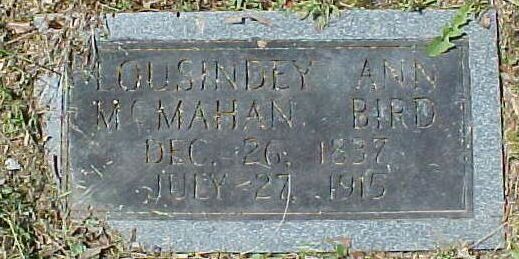 LOUSINDEY ANN
MCMAHAN BIRD
DEC. 26, 1837
JULY 27, 1915